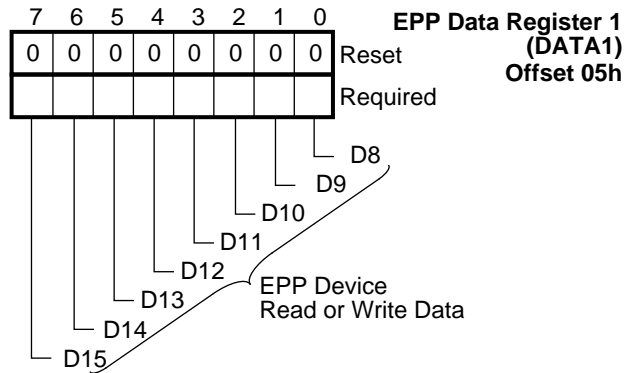 7 6 5 4 3 2 1 0
EPP Data Register 1
(DATA1)
Offset 05h
0 0 0 0 0 0 0 0 Reset
Required
D8
D9
D10
D11
D12
D13
D14
D15
EPP Device
Read or Write Data